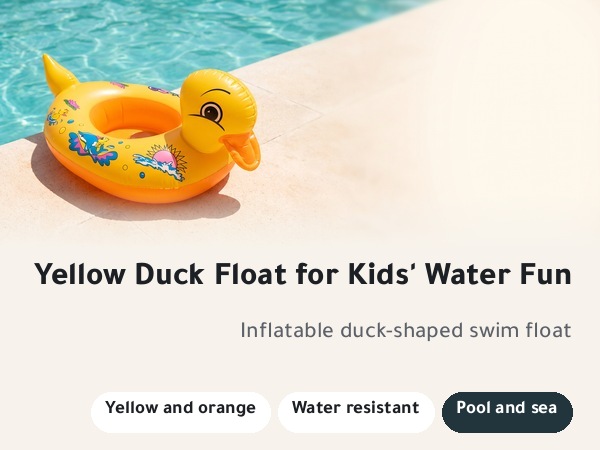 Yellow Duck Float for Kids' Water Fun
Inflatable duck-shaped swim float
Yellow and orange
Water resistant
Pool and sea